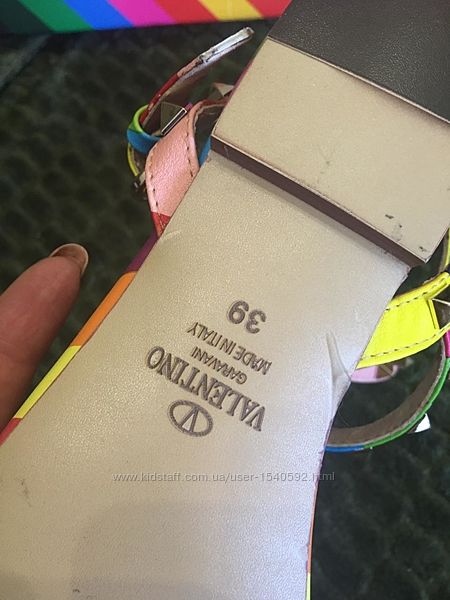 V
VALENTINO
GARAVANI
MADE IN ITALY
39
www.kidstaff.com.ua/user-1540592.html